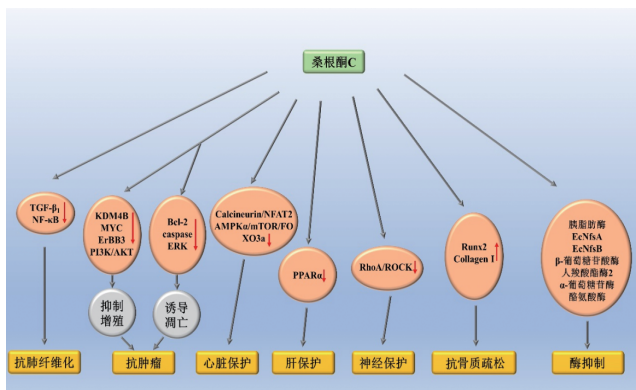 桑根酮C
TGF-β₁
NF-κB
KDM4B
MYC
ErBB3
PI3K/AKT
Bcl-2
caspase
ERK
Calcineurin/NFAT2
AMPKα/mTOR/FO
XO3a
PPARα
RhoA/ROCK
Runx2
Collagen I
胰脂肪酶
EcNfsA
EcNfsB
β-葡萄糖苷酸酶
人羧酸酯酶2
α-葡萄糖苷酶
酪氨酸酶
抑制
增殖
诱导
凋亡
抗肺纤维化
抗肿瘤
心脏保护
肝保护
神经保护
抗骨质疏松
酶抑制